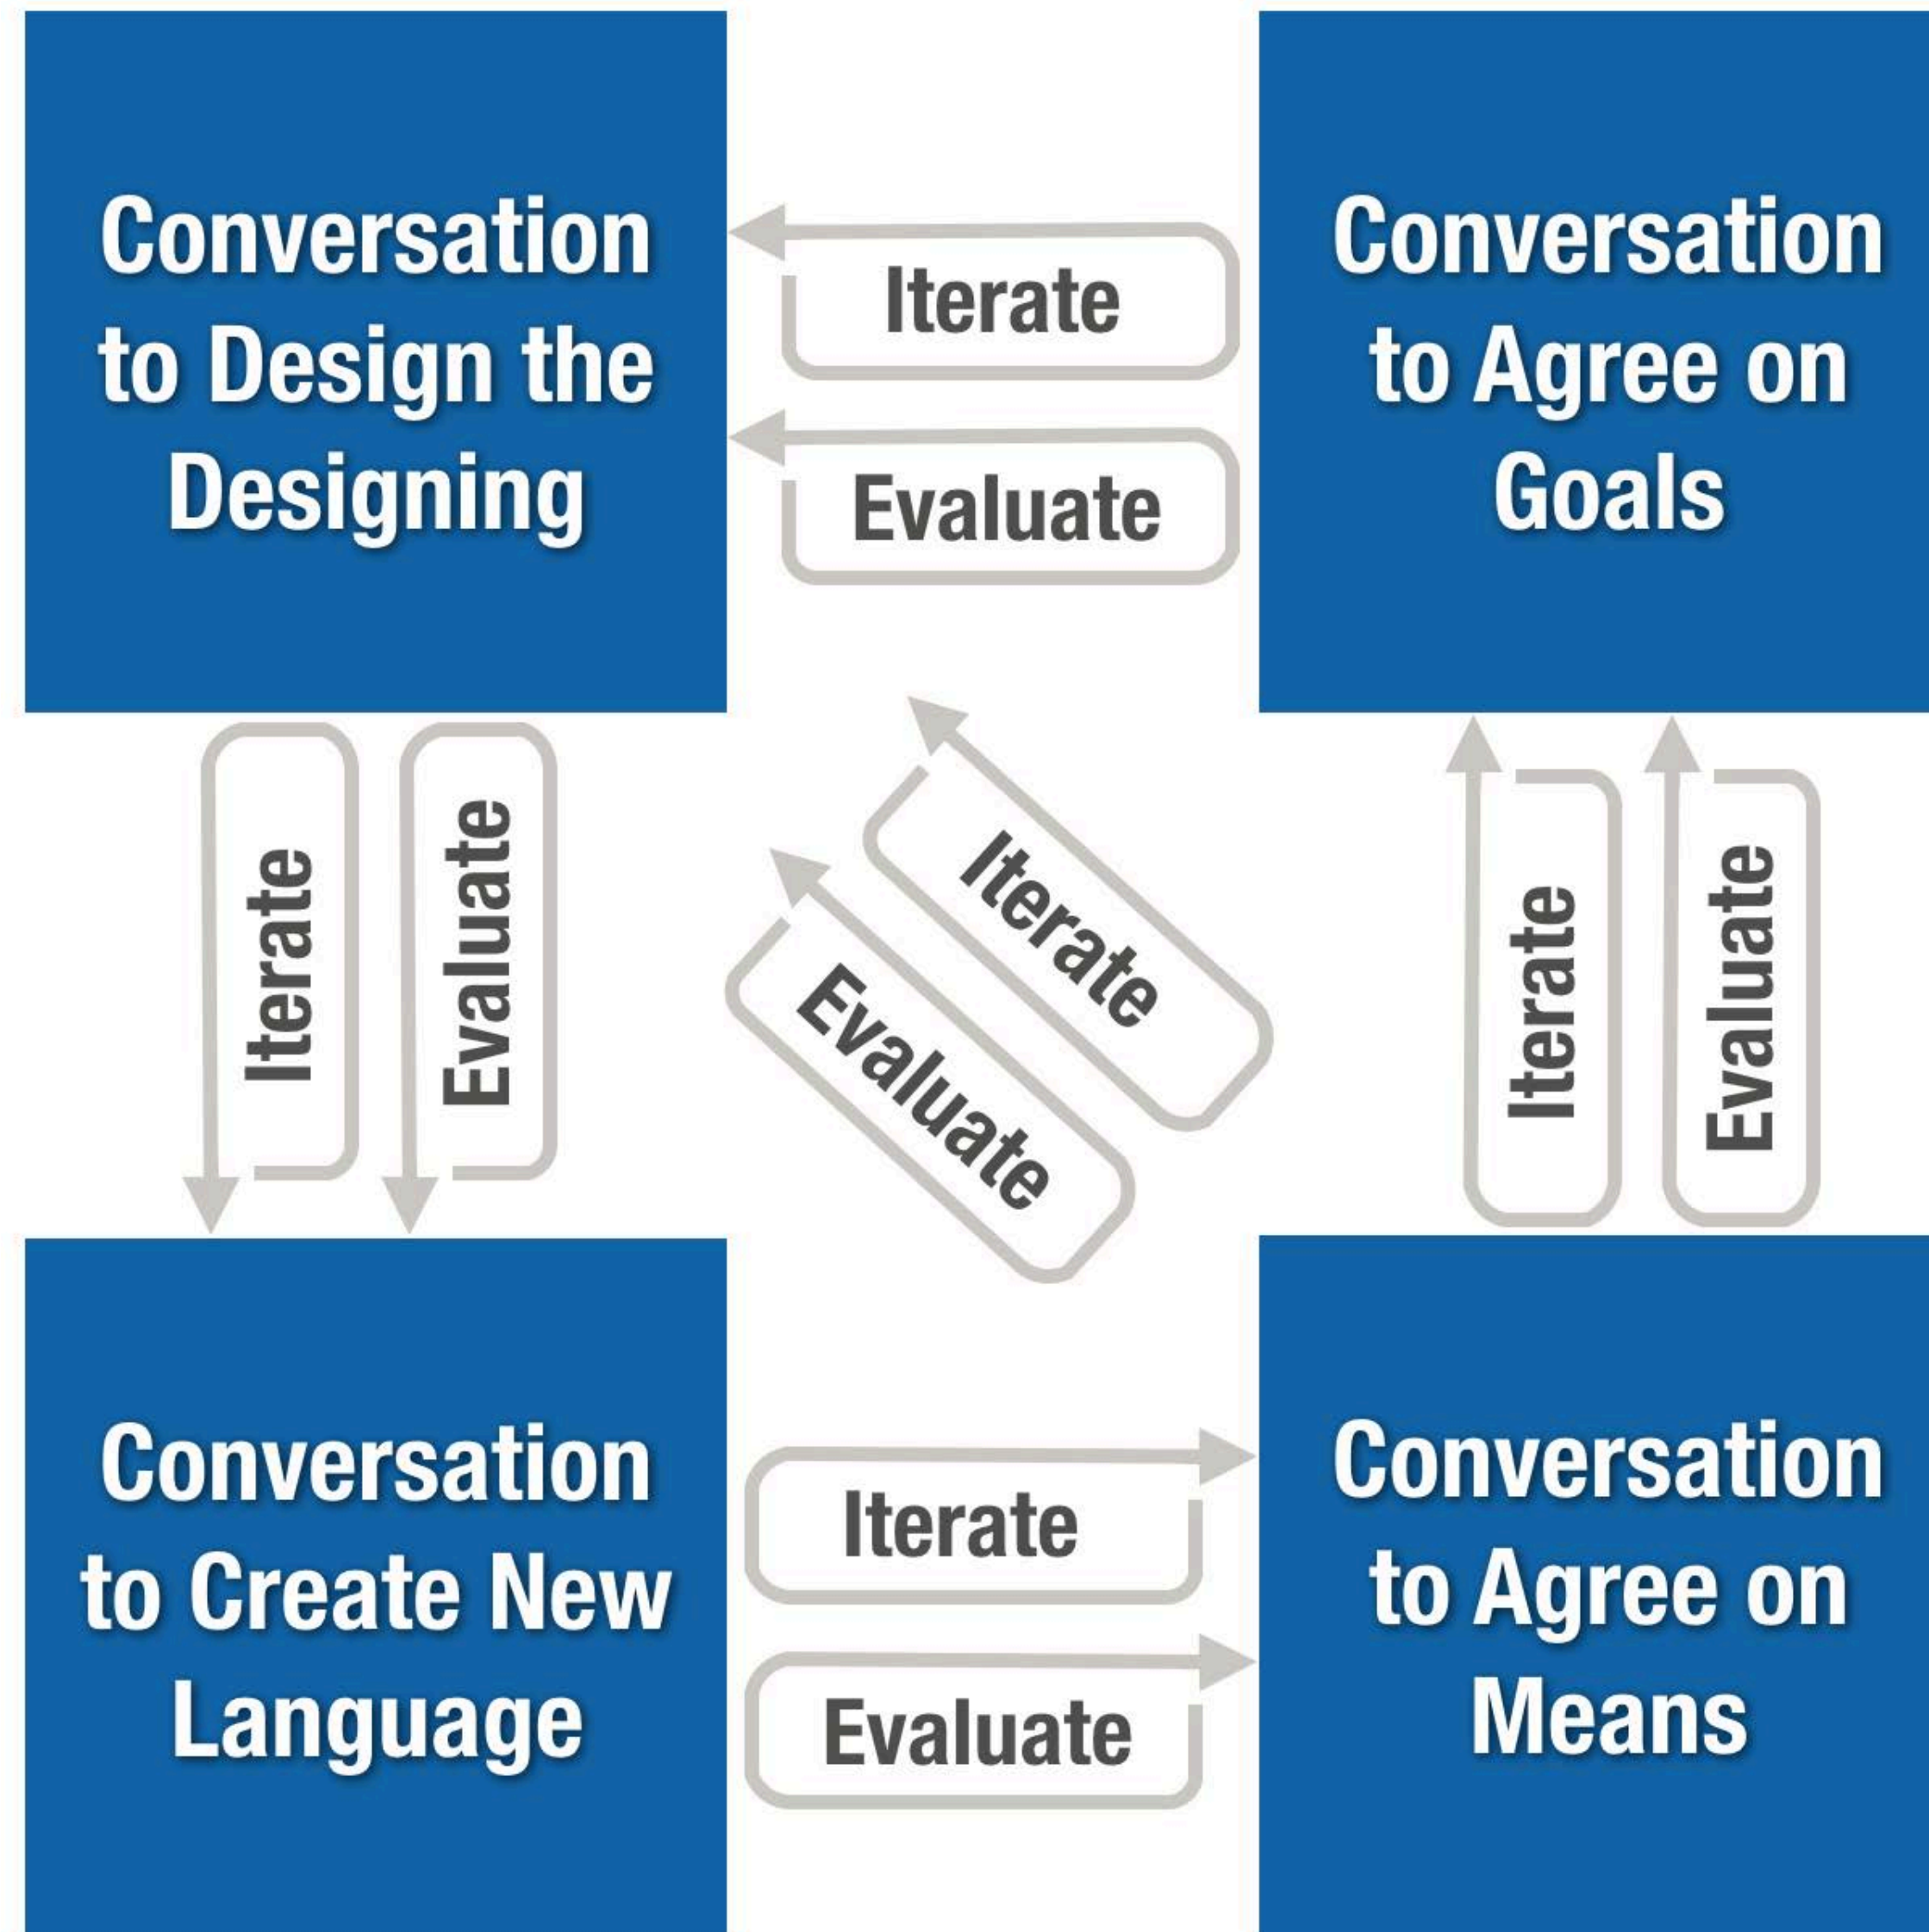 Conversation
to Design the
Designing
Iterate
Evaluate
Conversation
to Agree on
Goals
Iterate
Evaluate
Iterate
Evaluate
Iterate
Evaluate
Conversation
to Create New
Language
Iterate
Evaluate
Conversation
to Agree on
Means